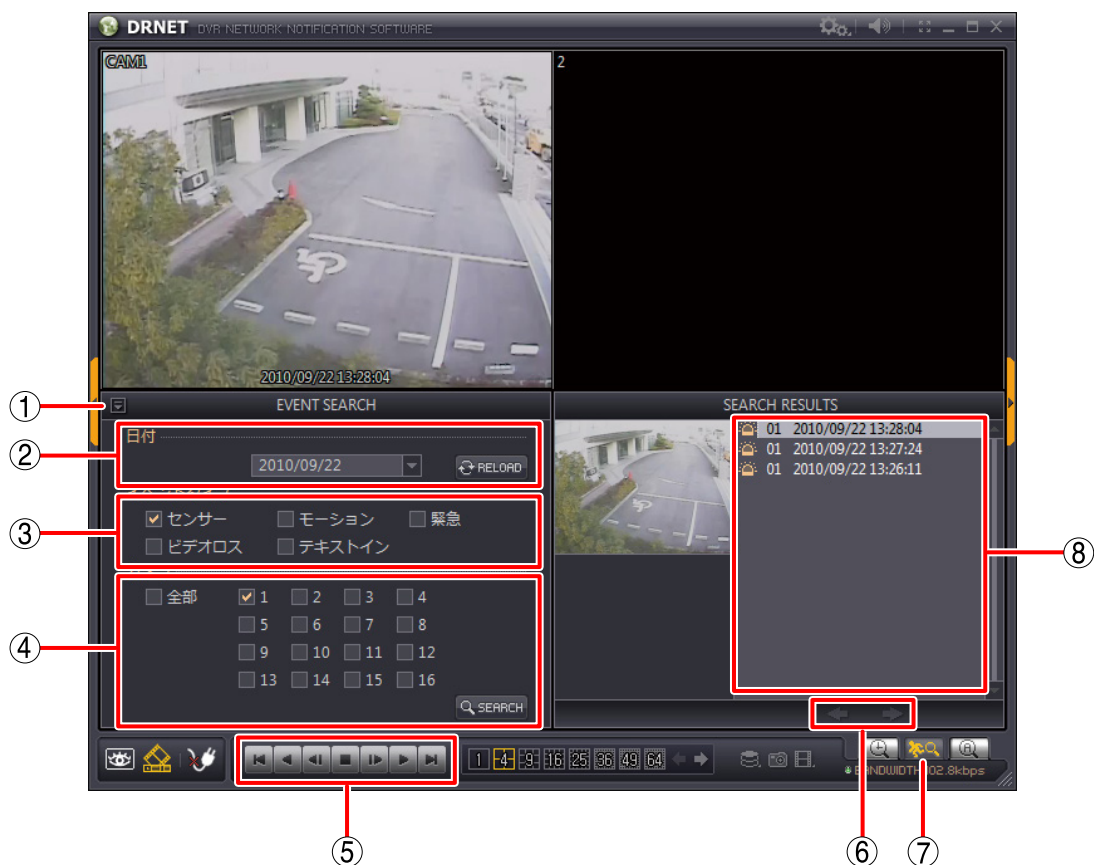 DRNET DVR NETWORK NOTIFICATION SOFTWARE
CAM1
2
2010/09/22 13:28:04
① EVENT SEARCH
SEARCH RESULTS
② 日付
2010/09/22 RELOAD
③ センサー モーション 緊急
ビデオロス テキストイン
④ 全部 1 2 3 4
5 6 7 8
9 10 11 12
13 14 15 16
SEARCH
01 2010/09/22 13:28:04
01 2010/09/22 13:27:24
01 2010/09/22 13:26:11
⑧
1 4 9 16 25 36 49 64
BANDWIDTH 02.8kbps
⑤ ⑥ ⑦